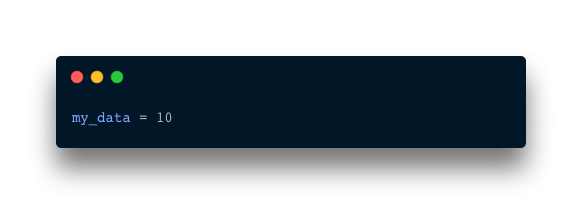 my_data = 10